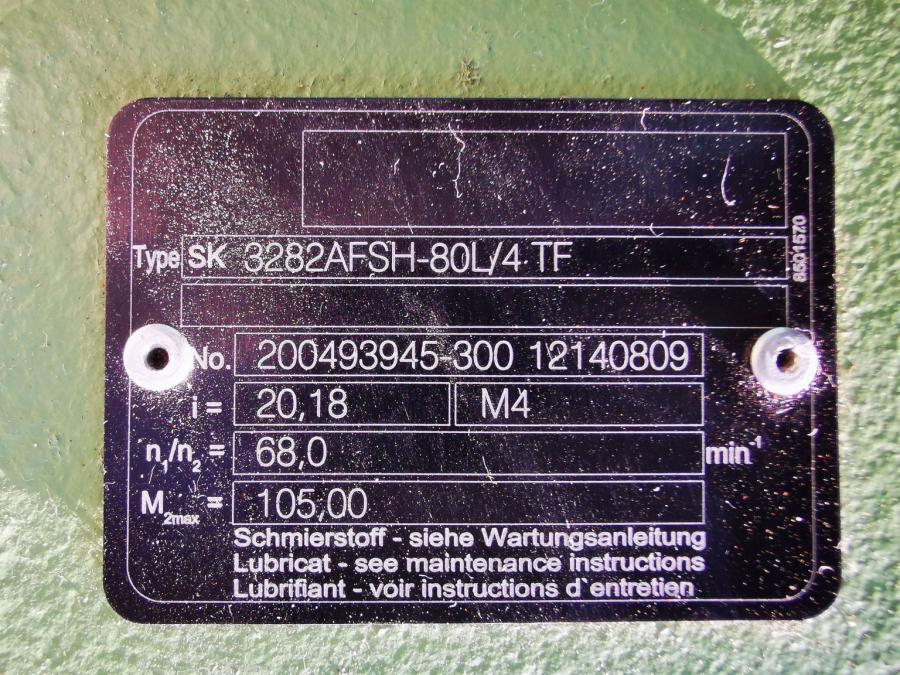 Type SK 3282AFSH-80L/4 TF
8501570
No. 200493945-300 12140809
i = 20,18 M4
n1/n2 = 68,0 min-1
M2max = 105,00
Schmierstoff - siehe Wartungsanleitung
Lubricat - see maintenance instructions
Lubrifiant - voir instructions d`entretien